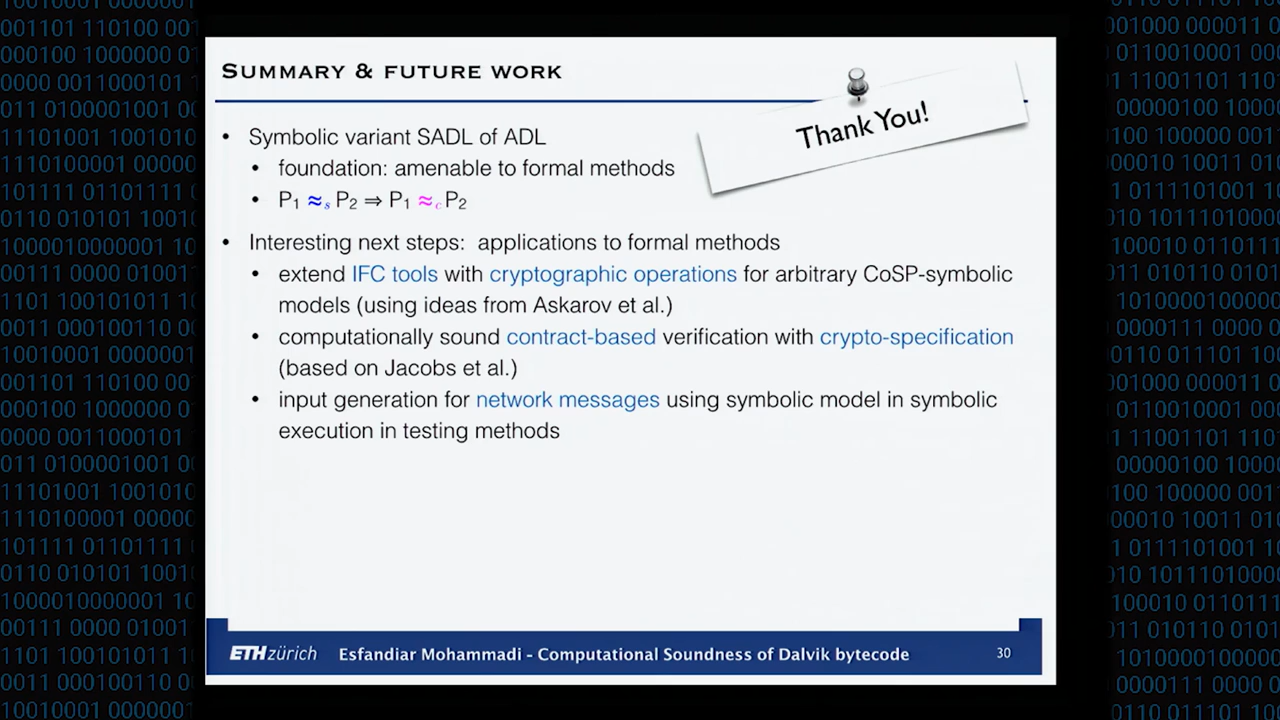 SUMMARY & FUTURE WORK
Thank You!
• Symbolic variant SADL of ADL
• foundation: amenable to formal methods
• P1 ≈s P2 ⇒ P1 ≈c P2
• Interesting next steps: applications to formal methods
• extend IFC tools with cryptographic operations for arbitrary CoSP-symbolic
models (using ideas from Askarov et al.)
• computationally sound contract-based verification with crypto-specification
(based on Jacobs et al.)
• input generation for network messages using symbolic model in symbolic
execution in testing methods
ETH zürich Esfandiar Mohammadi - Computational Soundness of Dalvik bytecode 30